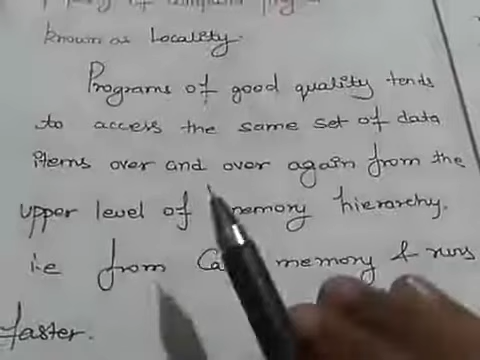 known as Locality.
Programs of good quality tends
to access the same set of data
items over and over again from the
upper level of memory hierarchy.
i.e from memory & runs
faster.